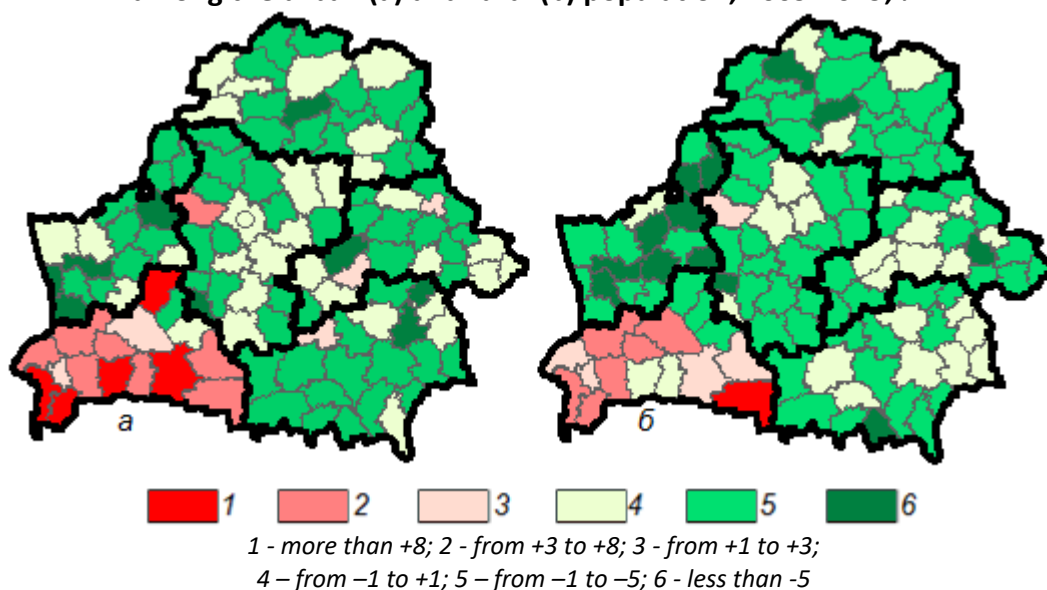 population,
а б
1 2 3 4 5 6
1 - more than +8; 2 - from +3 to +8; 3 - from +1 to +3;
4 – from –1 to +1; 5 – from –1 to –5; 6 - less than -5